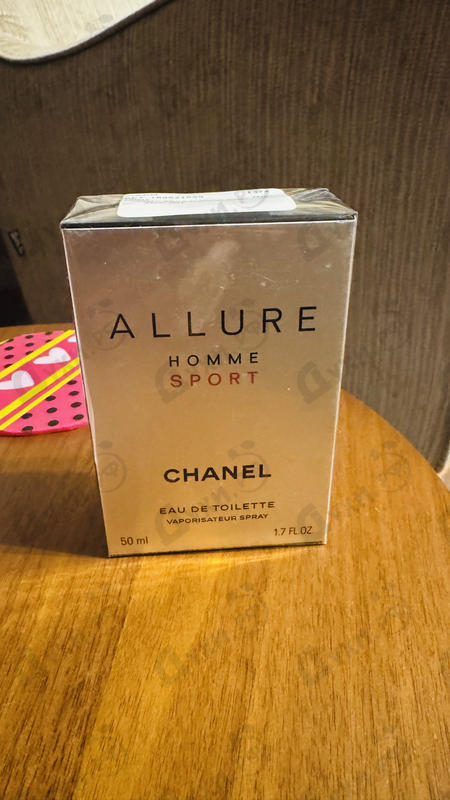 ALLURE
HOMME
SPORT
CHANEL
EAU DE TOILETTE
VAPORISATEUR SPRAY
50 ml 1.7 FL.OZ